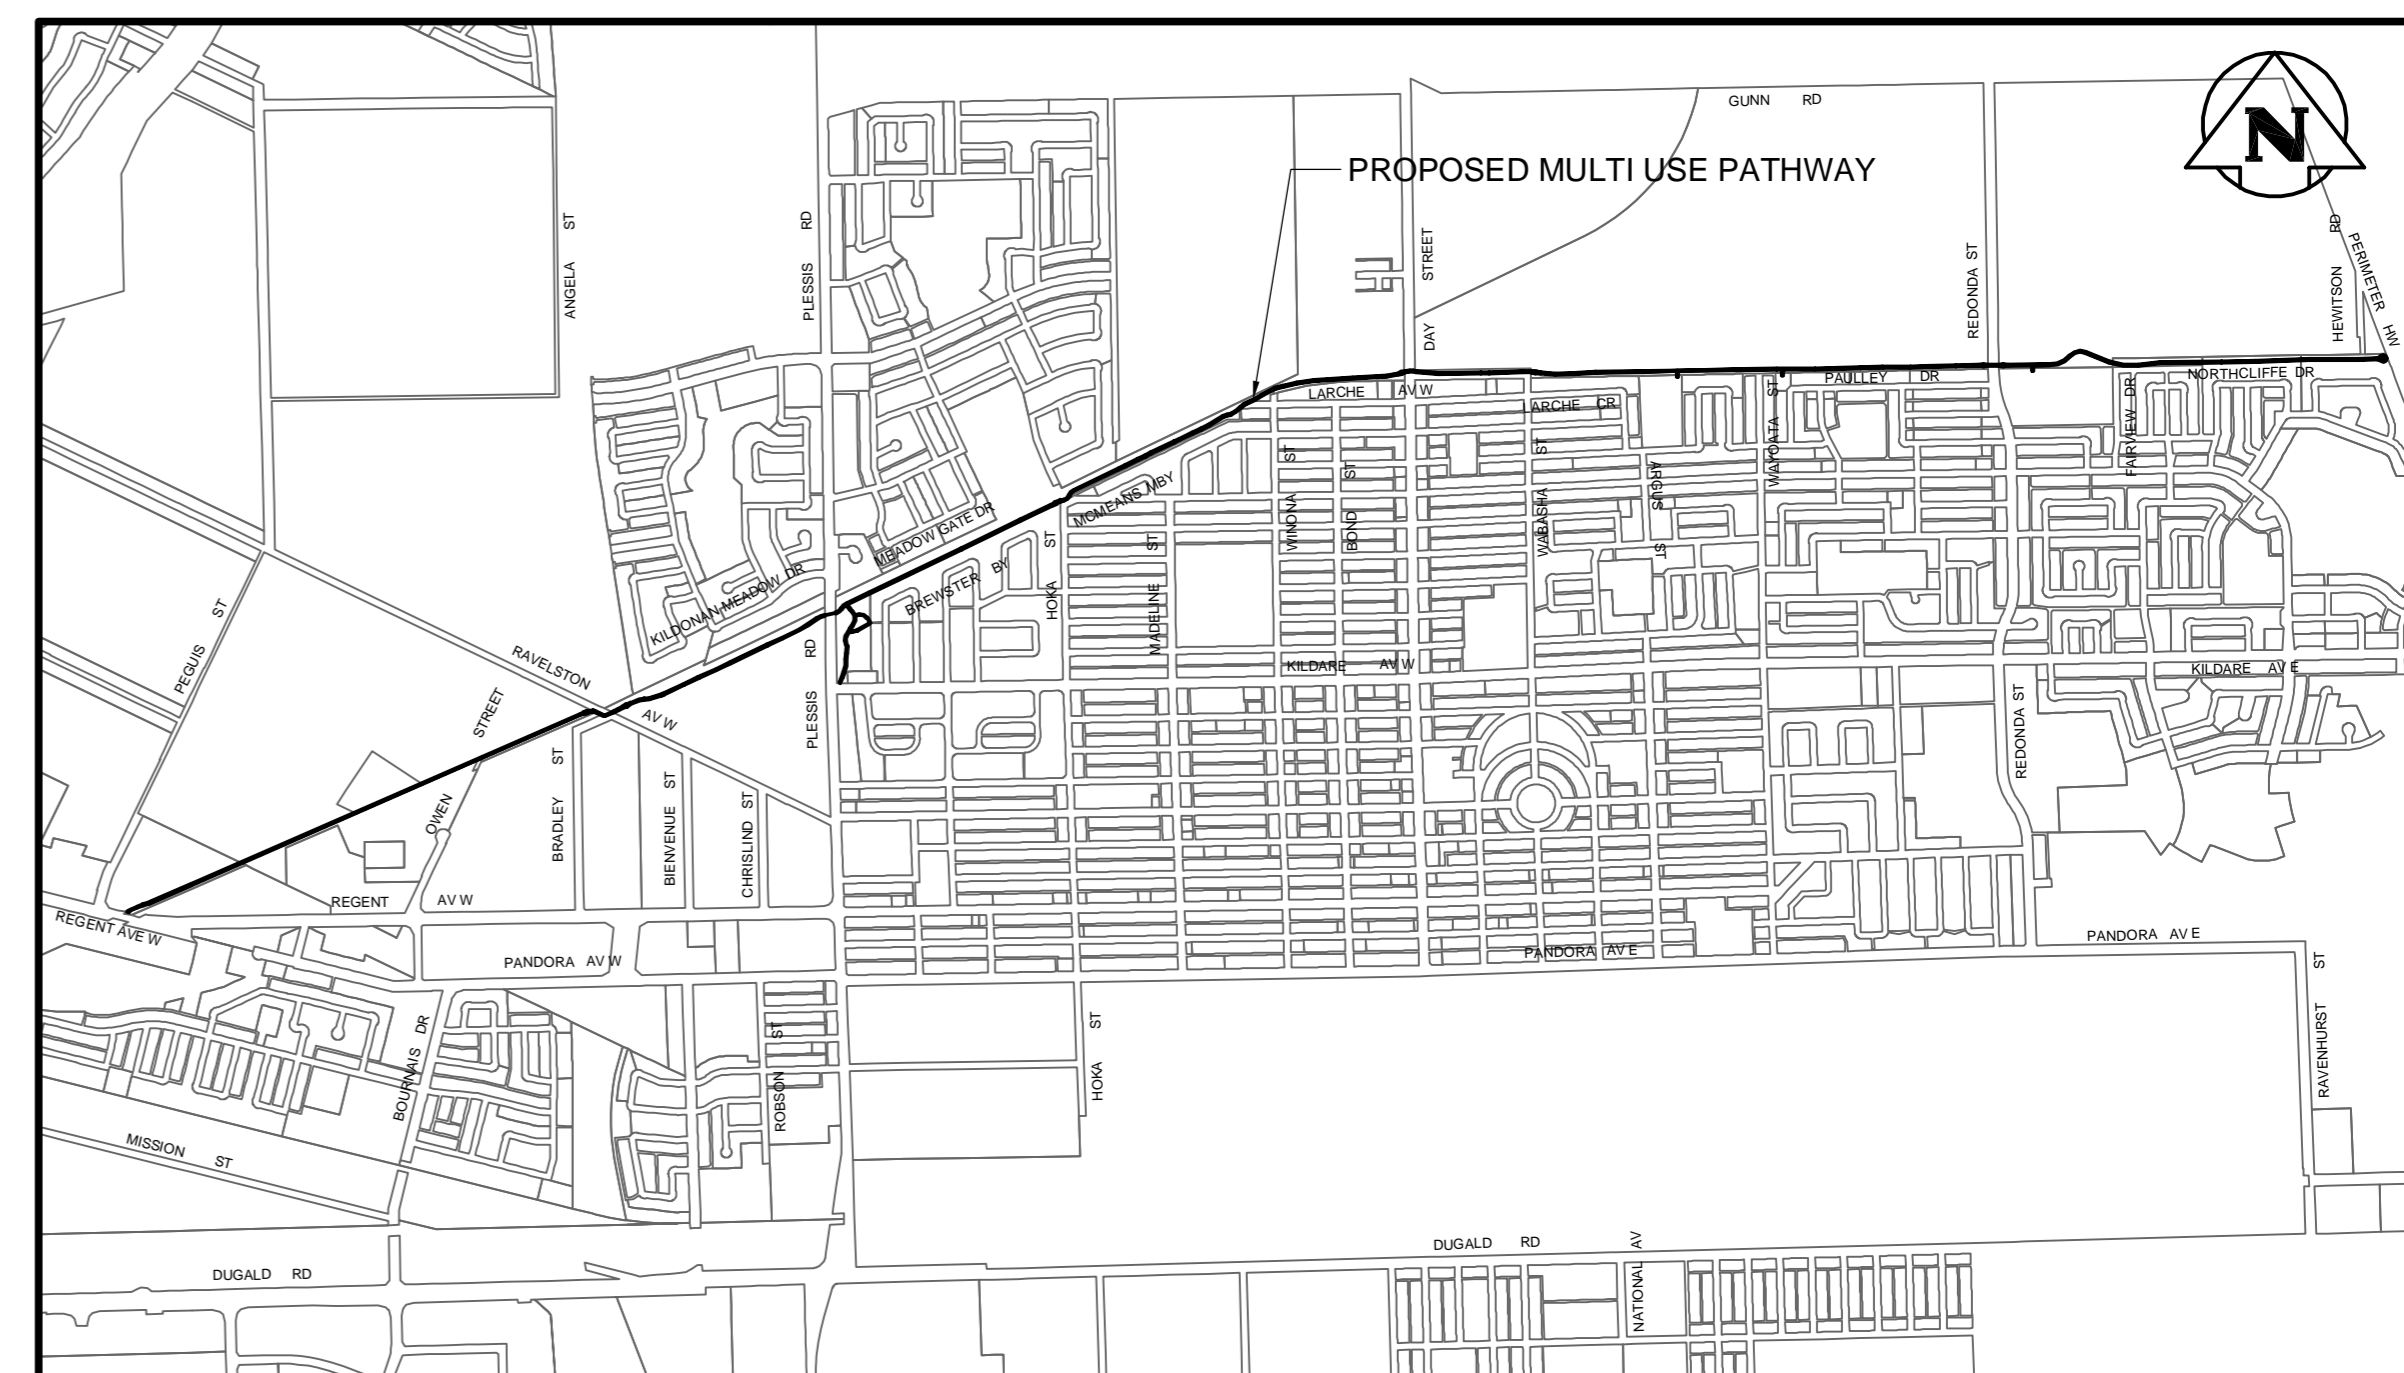 GUNN RD
N
PROPOSED MULTI USE PATHWAY
ANGELA ST
PLESSIS RD
DAY STREET
REDONDA ST
HEWITSON RD
PERIMETER HW
LARCHE AV W
LARCHE CR
PAULLEY DR
NORTHCLIFFE DR
FAIRVIEW DR
WAYOATA ST
ARGUS ST
WABASHA ST
BOND ST
WINONA ST
MCMEANS MBY
MEADOW GATE DR
BREWSTER BY
HOKA ST
MADELINE ST
KILDONAN MEADOW DR
KILDARE AV W
KILDARE AV E
PEGUIS ST
RAVELSTON AV W
OWEN STREET
PLESSIS RD
REDONDA ST
BRADLEY ST
BIENVENUE ST
CHRISLIND ST
REGENT AV W
REGENT AVE W
PANDORA AV W
PANDORA AV E
PANDORA AV E
BOURNAIS DR
ROBSON ST
HOKA ST
RAVENHURST ST
MISSION ST
DUGALD RD
DUGALD RD
NATIONAL AV